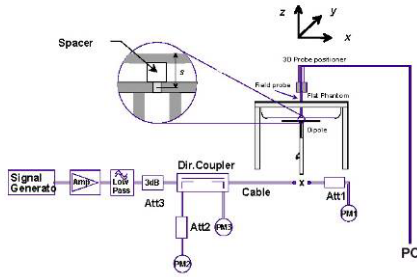 z
y
x
Spacer
s
3D Probe positioner
Field probe
Flat Phantom
Dipole
Signal
Generato
Amp
Low
Pass
3dB
Att3
Dir.Coupler
Cable
x
Att1
PM1
Att2
PM3
PM2
PC